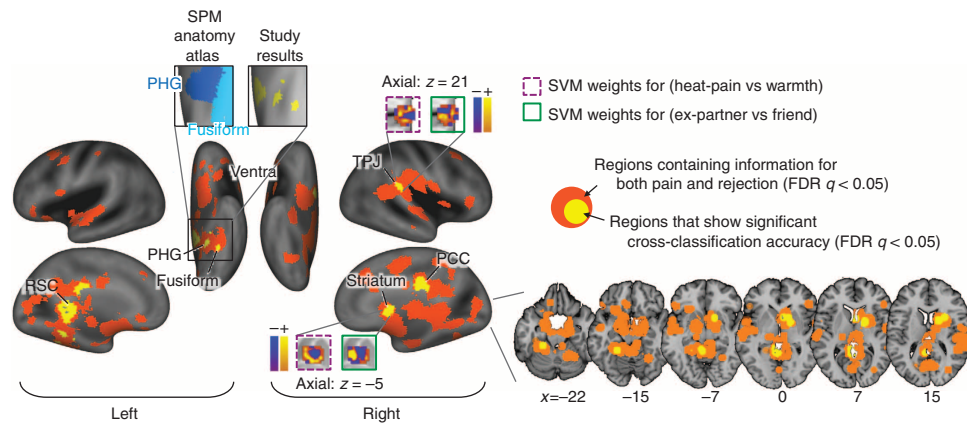 SPM
anatomy
atlas
Study
results
PHG
Fusiform
Axial: z = 21
– +
SVM weights for (heat-pain vs warmth)
SVM weights for (ex-partner vs friend)
TPJ
Ventral
Regions containing information for
both pain and rejection (FDR q < 0.05)
Regions that show significant
cross-classification accuracy (FDR q < 0.05)
PHG
Fusiform
RSC
Striatum
PCC
– +
Axial: z = –5
x=–22
–15
–7
0
7
15
Left
Right